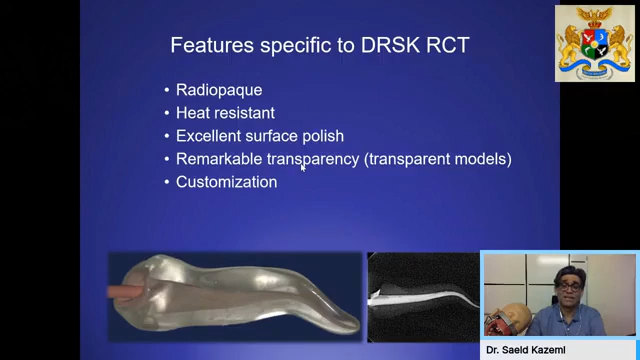 Features specific to DRSK RCT
• Radiopaque
• Heat resistant
• Excellent surface polish
• Remarkable transparency (transparent models)
• Customization
Dr. Saeid Kazemi